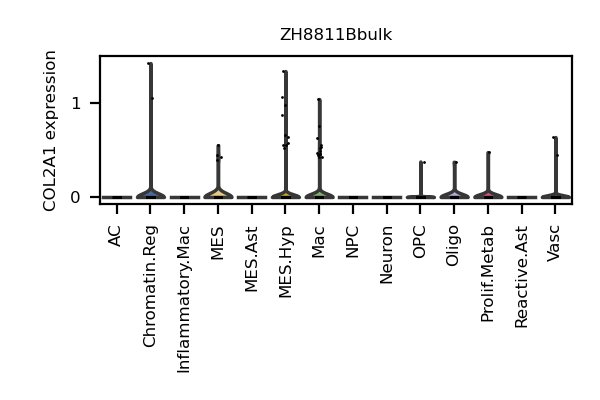 ZH8811Bbulk
COL2A1 expression
1
0
AC
Chromatin.Reg
Inflammatory.Mac
MES
MES.Ast
MES.Hyp
Mac
NPC
Neuron
OPC
Oligo
Prolif.Metab
Reactive.Ast
Vasc